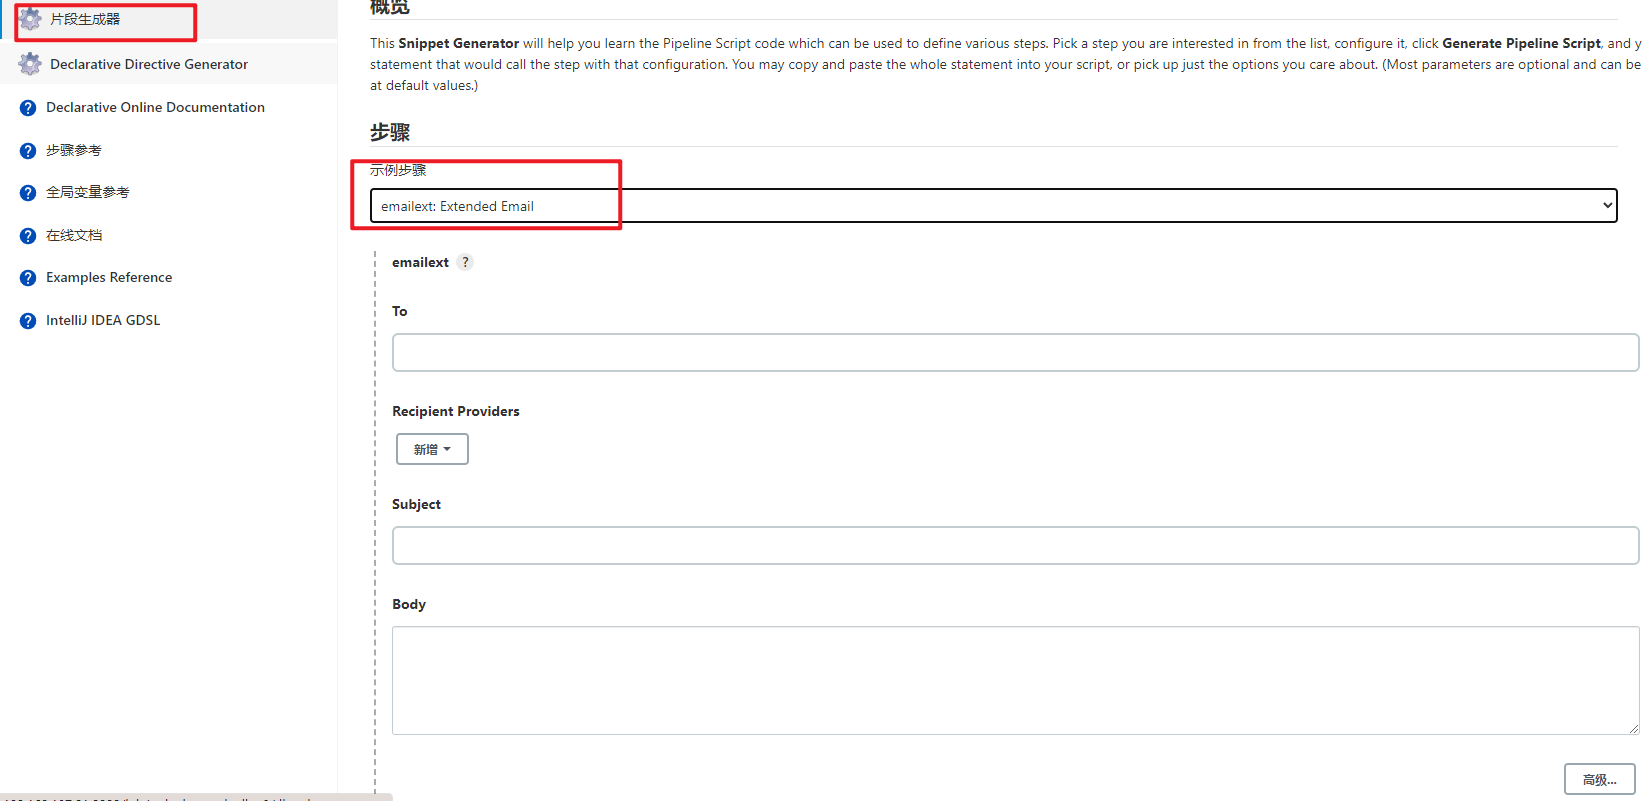 片段生成器
Declarative Directive Generator
Declarative Online Documentation
步骤参考
全局变量参考
在线文档
Examples Reference
IntelliJ IDEA GDSL
概览
This Snippet Generator will help you learn the Pipeline Script code which can be used to define various steps. Pick a step you are interested in from the list, configure it, click Generate Pipeline Script, and y
statement that would call the step with that configuration. You may copy and paste the whole statement into your script, or pick up just the options you care about. (Most parameters are optional and can be
at default values.)
步骤
示例步骤
emailext: Extended Email
emailext ?
To
Recipient Providers
新增
Subject
Body
高级...